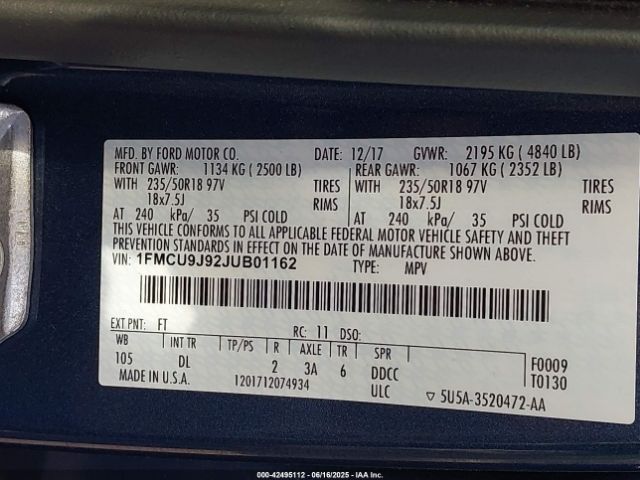 MFD. BY FORD MOTOR CO. DATE: 12/17 GVWR: 2195 KG ( 4840 LB)
FRONT GAWR: 1134 KG ( 2500 LB) REAR GAWR: 1067 KG ( 2352 LB)
WITH 235/50R18 97V TIRES WITH 235/50R18 97V TIRES
18x7.5J RIMS 18x7.5J RIMS
AT 240 kPa/ 35 PSI COLD AT 240 kPa/ 35 PSI COLD
THIS VEHICLE CONFORMS TO ALL APPLICABLE FEDERAL MOTOR VEHICLE SAFETY AND THEFT
PREVENTION STANDARDS IN EFFECT ON THE DATE OF MANUFACTURE SHOWN ABOVE.
VIN: 1FMCU9J92JUB01162 TYPE: MPV
EXT PNT: FT RC: 11 DSO:
WB INT TR TP/PS R AXLE TR SPR F0009
105 DL 2 3A 6 DDCC T0130
MADE IN U.S.A. 1201712074934 ULC ▽ 5U5A-3520472-AA
000-42495112 | 06/16/2025 | IAA Inc.